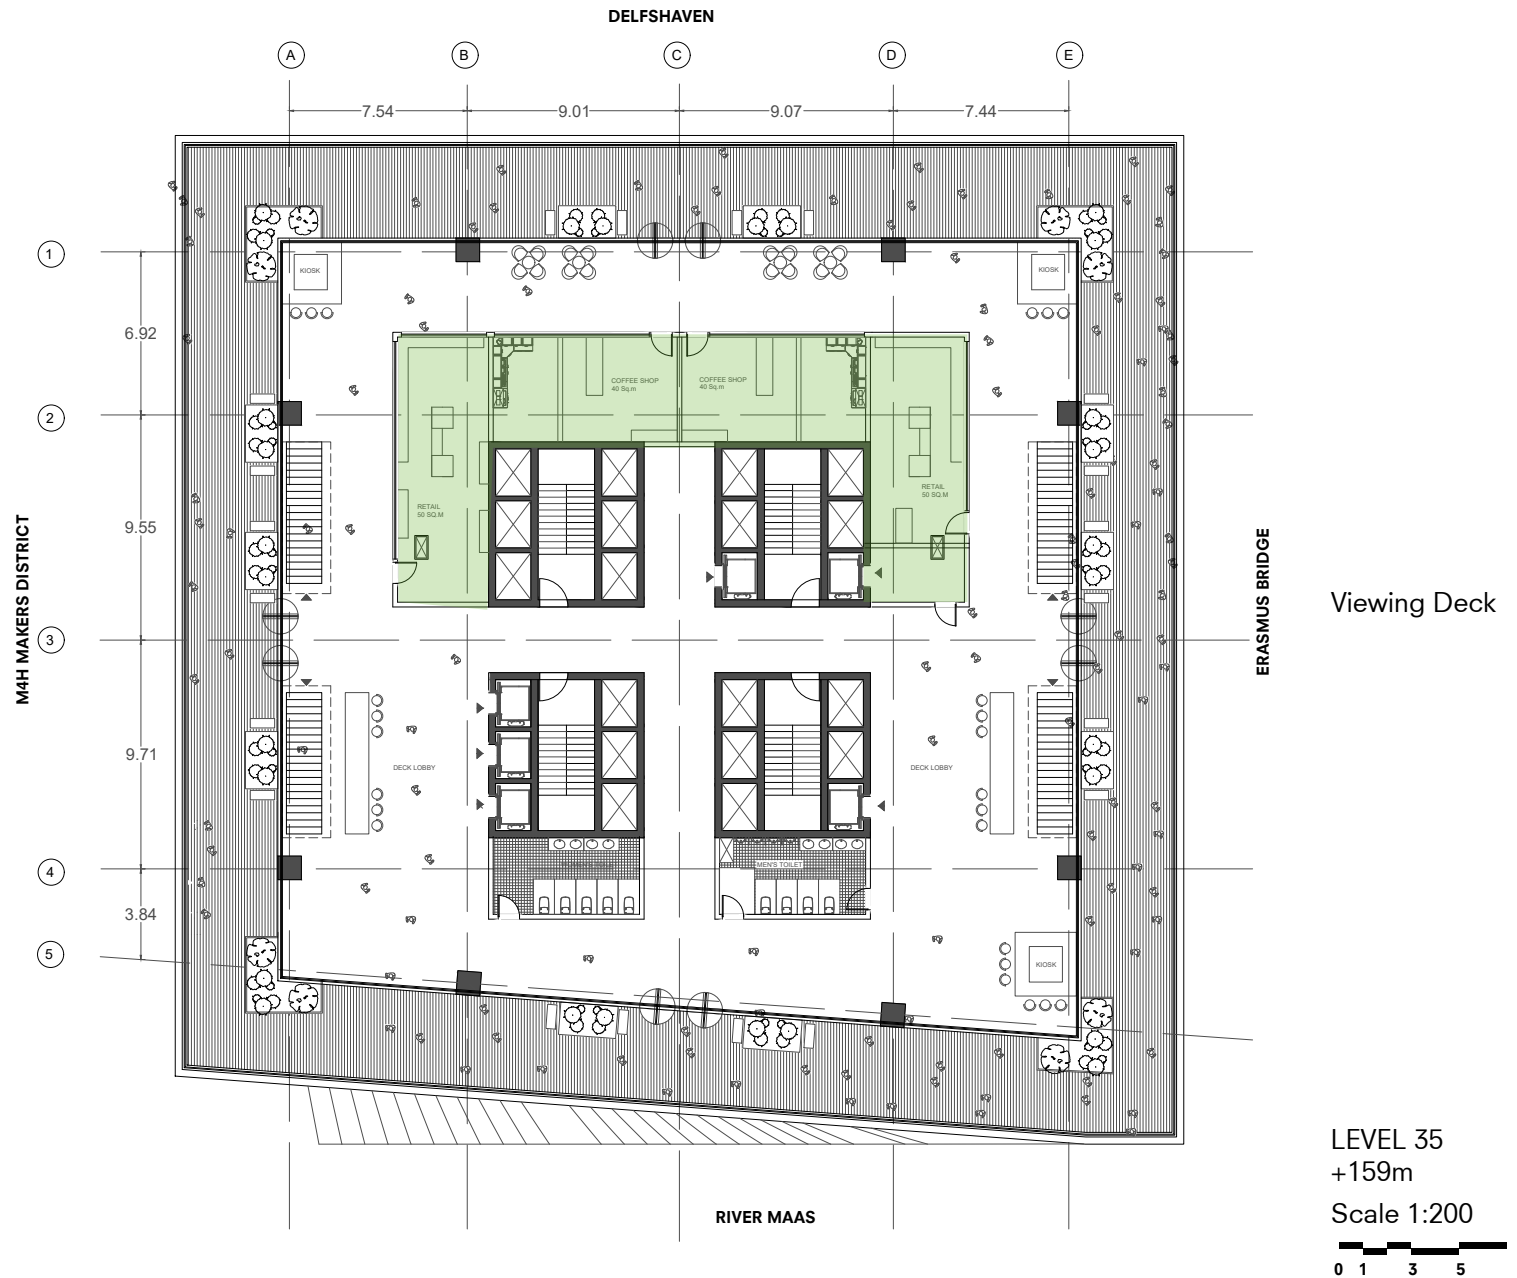 DELFSHAVEN
A B C D E
7.54 9.01 9.07 7.44
1
KIOSK
KIOSK
6.92
COFFEE SHOP
40 Sq.m
COFFEE SHOP
40 Sq.m
2
RETAIL
50 SQ.M
RETAIL
50 SQ.M
9.55
M4H MAKERS DISTRICT
ERASMUS BRIDGE
Viewing Deck
3
9.71
DECK LOBBY
DECK LOBBY
WOMEN'S TOILET
MEN'S TOILET
4
3.84
5
KIOSK
RIVER MAAS
LEVEL 35
+159m
Scale 1:200
0 1 3 5